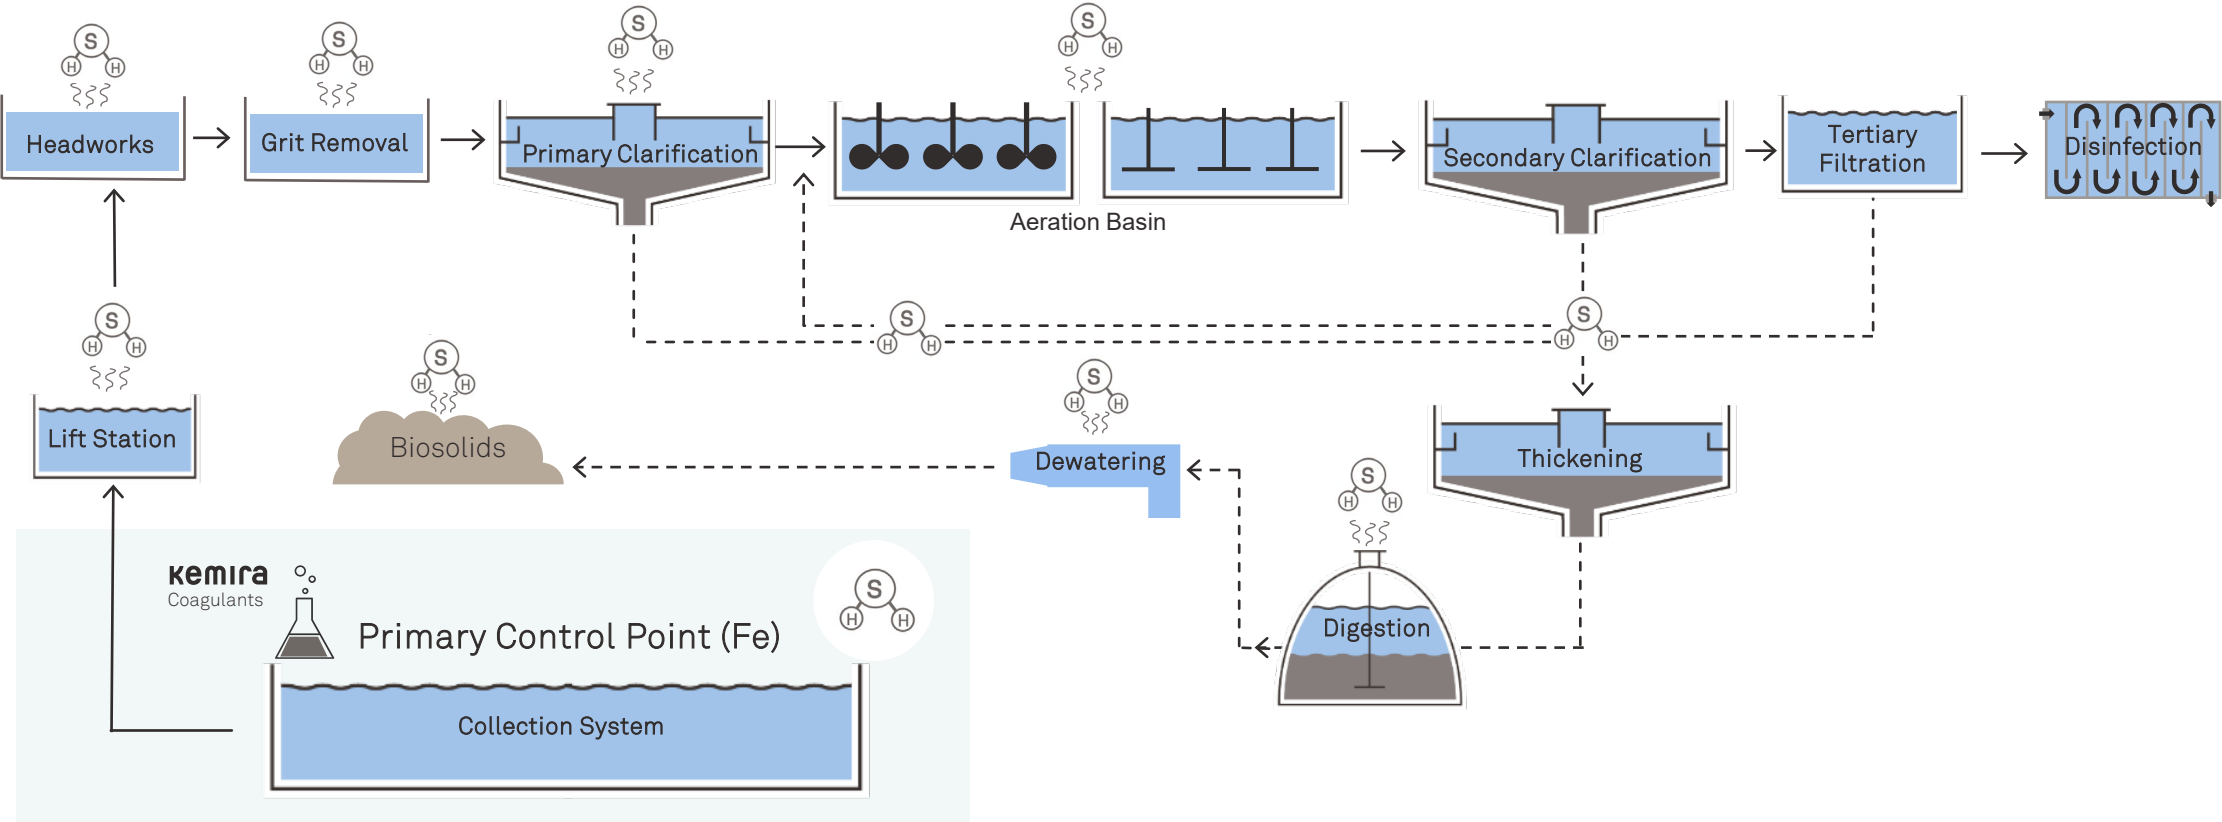 S
H H
S
H H
S
H H
S
H H
Headworks
Grit Removal
Primary Clarification
Aeration Basin
Secondary Clarification
Tertiary
Filtration
Disinfection
S
H H
S
H H
S
H H
S
H H
Lift Station
Biosolids
S
H H
Dewatering
Thickening
S
H H
Digestion
kemira
Coagulants
Primary Control Point (Fe)
S
H H
Collection System